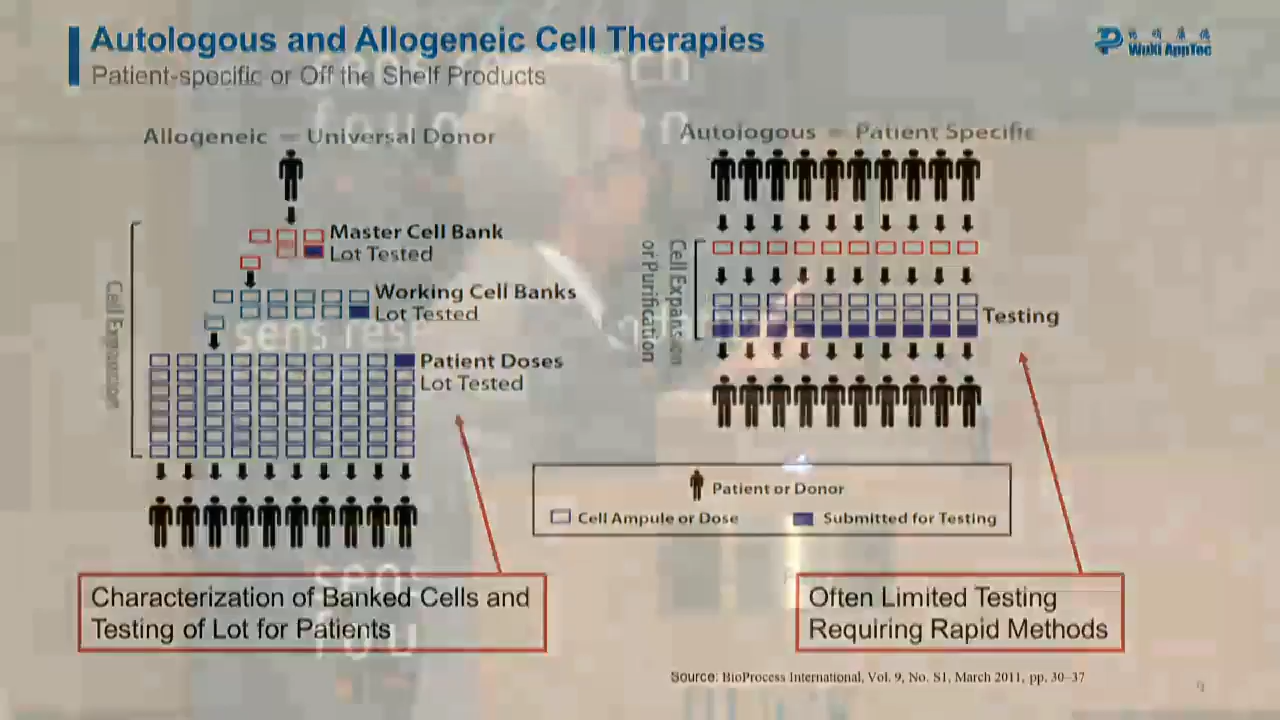 Autologous and Allogeneic Cell Therapies
Patient-specific or Off the Shelf Products
WuXi AppTec
Allogeneic = Universal Donor
Master Cell Bank
Lot Tested
Working Cell Banks
Lot Tested
Patient Doses
Lot Tested
Cell Expansion
Autologous = Patient Specific
Cell Expansion
or Purification
Testing
Patient or Donor
Cell Ampule or Dose
Submitted for Testing
Characterization of Banked Cells and
Testing of Lot for Patients
Often Limited Testing
Requiring Rapid Methods
Source: BioProcess International, Vol. 9, No. S1, March 2011, pp. 30–37
9
sens